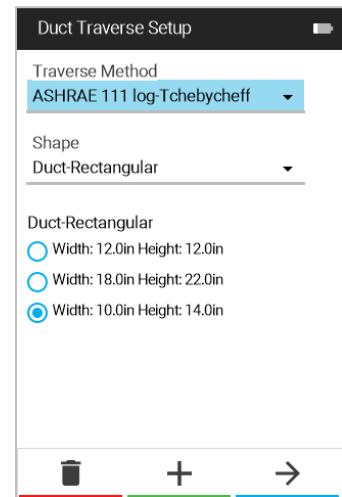 Duct Traverse Setup
Traverse Method
ASHRAE 111 log-Tchebycheff
Shape
Duct-Rectangular
Duct-Rectangular
Width: 12.0in Height: 12.0in
Width: 18.0in Height: 22.0in
Width: 10.0in Height: 14.0in